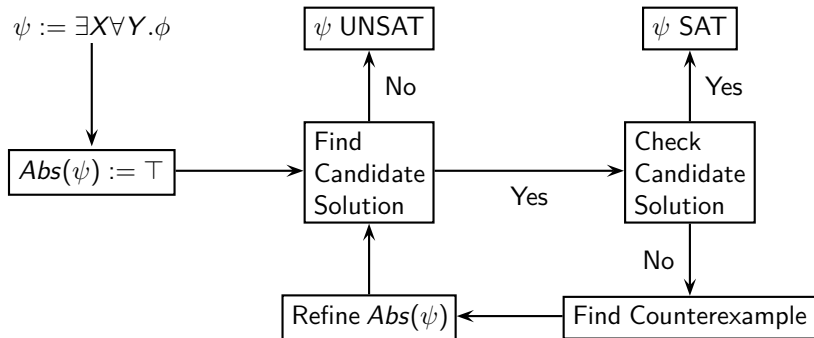 ψ := ∃X∀Y.ϕ
ψ UNSAT
ψ SAT
No
Yes
Abs(ψ) := ⊤
Find
Candidate
Solution
Yes
Check
Candidate
Solution
No
Refine Abs(ψ)
Find Counterexample